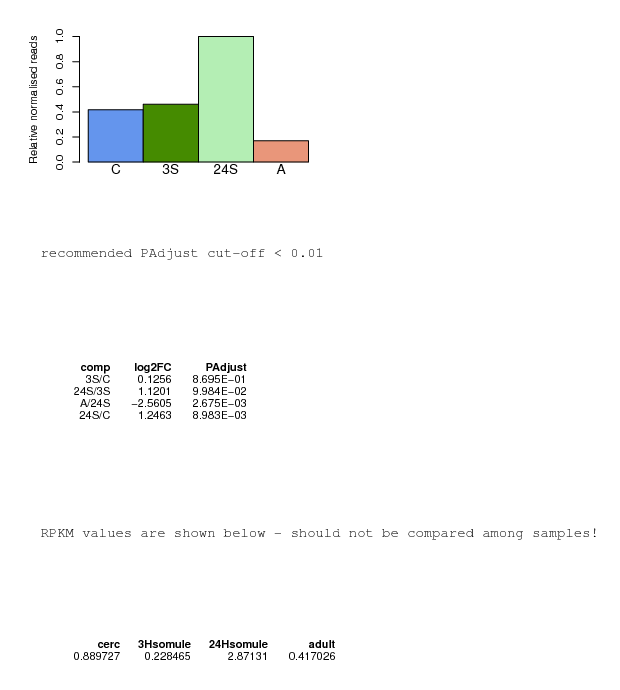 Relative normalised reads
0.0 0.2 0.4 0.6 0.8 1.0
C 3S 24S A
recommended PAdjust cut-off < 0.01
comp log2FC PAdjust
3S/C 0.1256 8.695E−01
24S/3S 1.1201 9.984E−02
A/24S −2.5605 2.675E−03
24S/C 1.2463 8.983E−03
RPKM values are shown below - should not be compared among samples!
cerc 3Hsomule 24Hsomule adult
0.889727 0.228465 2.87131 0.417026